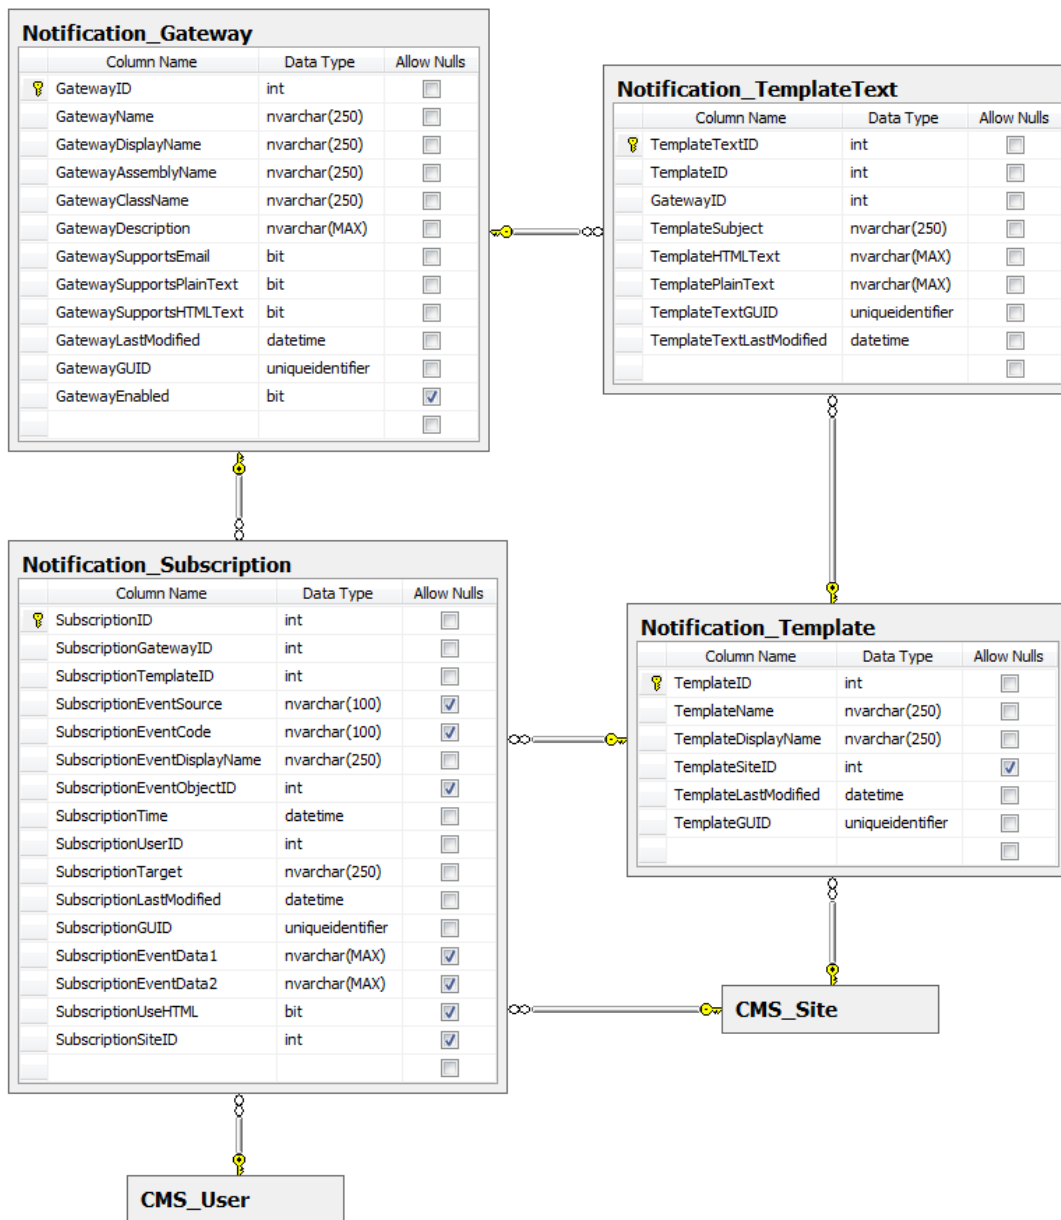 Notification_Gateway
Column Name Data Type Allow Nulls
GatewayID int
GatewayName nvarchar(250)
GatewayDisplayName nvarchar(250)
GatewayAssemblyName nvarchar(250)
GatewayClassName nvarchar(250)
GatewayDescription nvarchar(MAX)
GatewaySupportsEmail bit
GatewaySupportsPlainText bit
GatewaySupportsHTMLText bit
GatewayLastModified datetime
GatewayGUID uniqueidentifier
GatewayEnabled bit
Notification_TemplateText
Column Name Data Type Allow Nulls
TemplateTextID int
TemplateID int
GatewayID int
TemplateSubject nvarchar(250)
TemplateHTMLText nvarchar(MAX)
TemplatePlainText nvarchar(MAX)
TemplateTextGUID uniqueidentifier
TemplateTextLastModified datetime
Notification_Subscription
Column Name Data Type Allow Nulls
SubscriptionID int
SubscriptionGatewayID int
SubscriptionTemplateID int
SubscriptionEventSource nvarchar(100)
SubscriptionEventCode nvarchar(100)
SubscriptionEventDisplayName nvarchar(250)
SubscriptionEventObjectID int
SubscriptionTime datetime
SubscriptionUserID int
SubscriptionTarget nvarchar(250)
SubscriptionLastModified datetime
SubscriptionGUID uniqueidentifier
SubscriptionEventData1 nvarchar(MAX)
SubscriptionEventData2 nvarchar(MAX)
SubscriptionUseHTML bit
SubscriptionSiteID int
Notification_Template
Column Name Data Type Allow Nulls
TemplateID int
TemplateName nvarchar(250)
TemplateDisplayName nvarchar(250)
TemplateSiteID int
TemplateLastModified datetime
TemplateGUID uniqueidentifier
CMS_Site
CMS_User